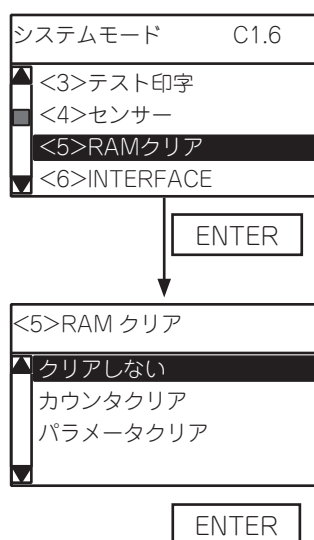 システムモード C1.6
<3>テスト印字
<4>センサー
<5>RAMクリア
<6>INTERFACE
ENTER
<5>RAM クリア
クリアしない
カウンタクリア
パラメータクリア
ENTER